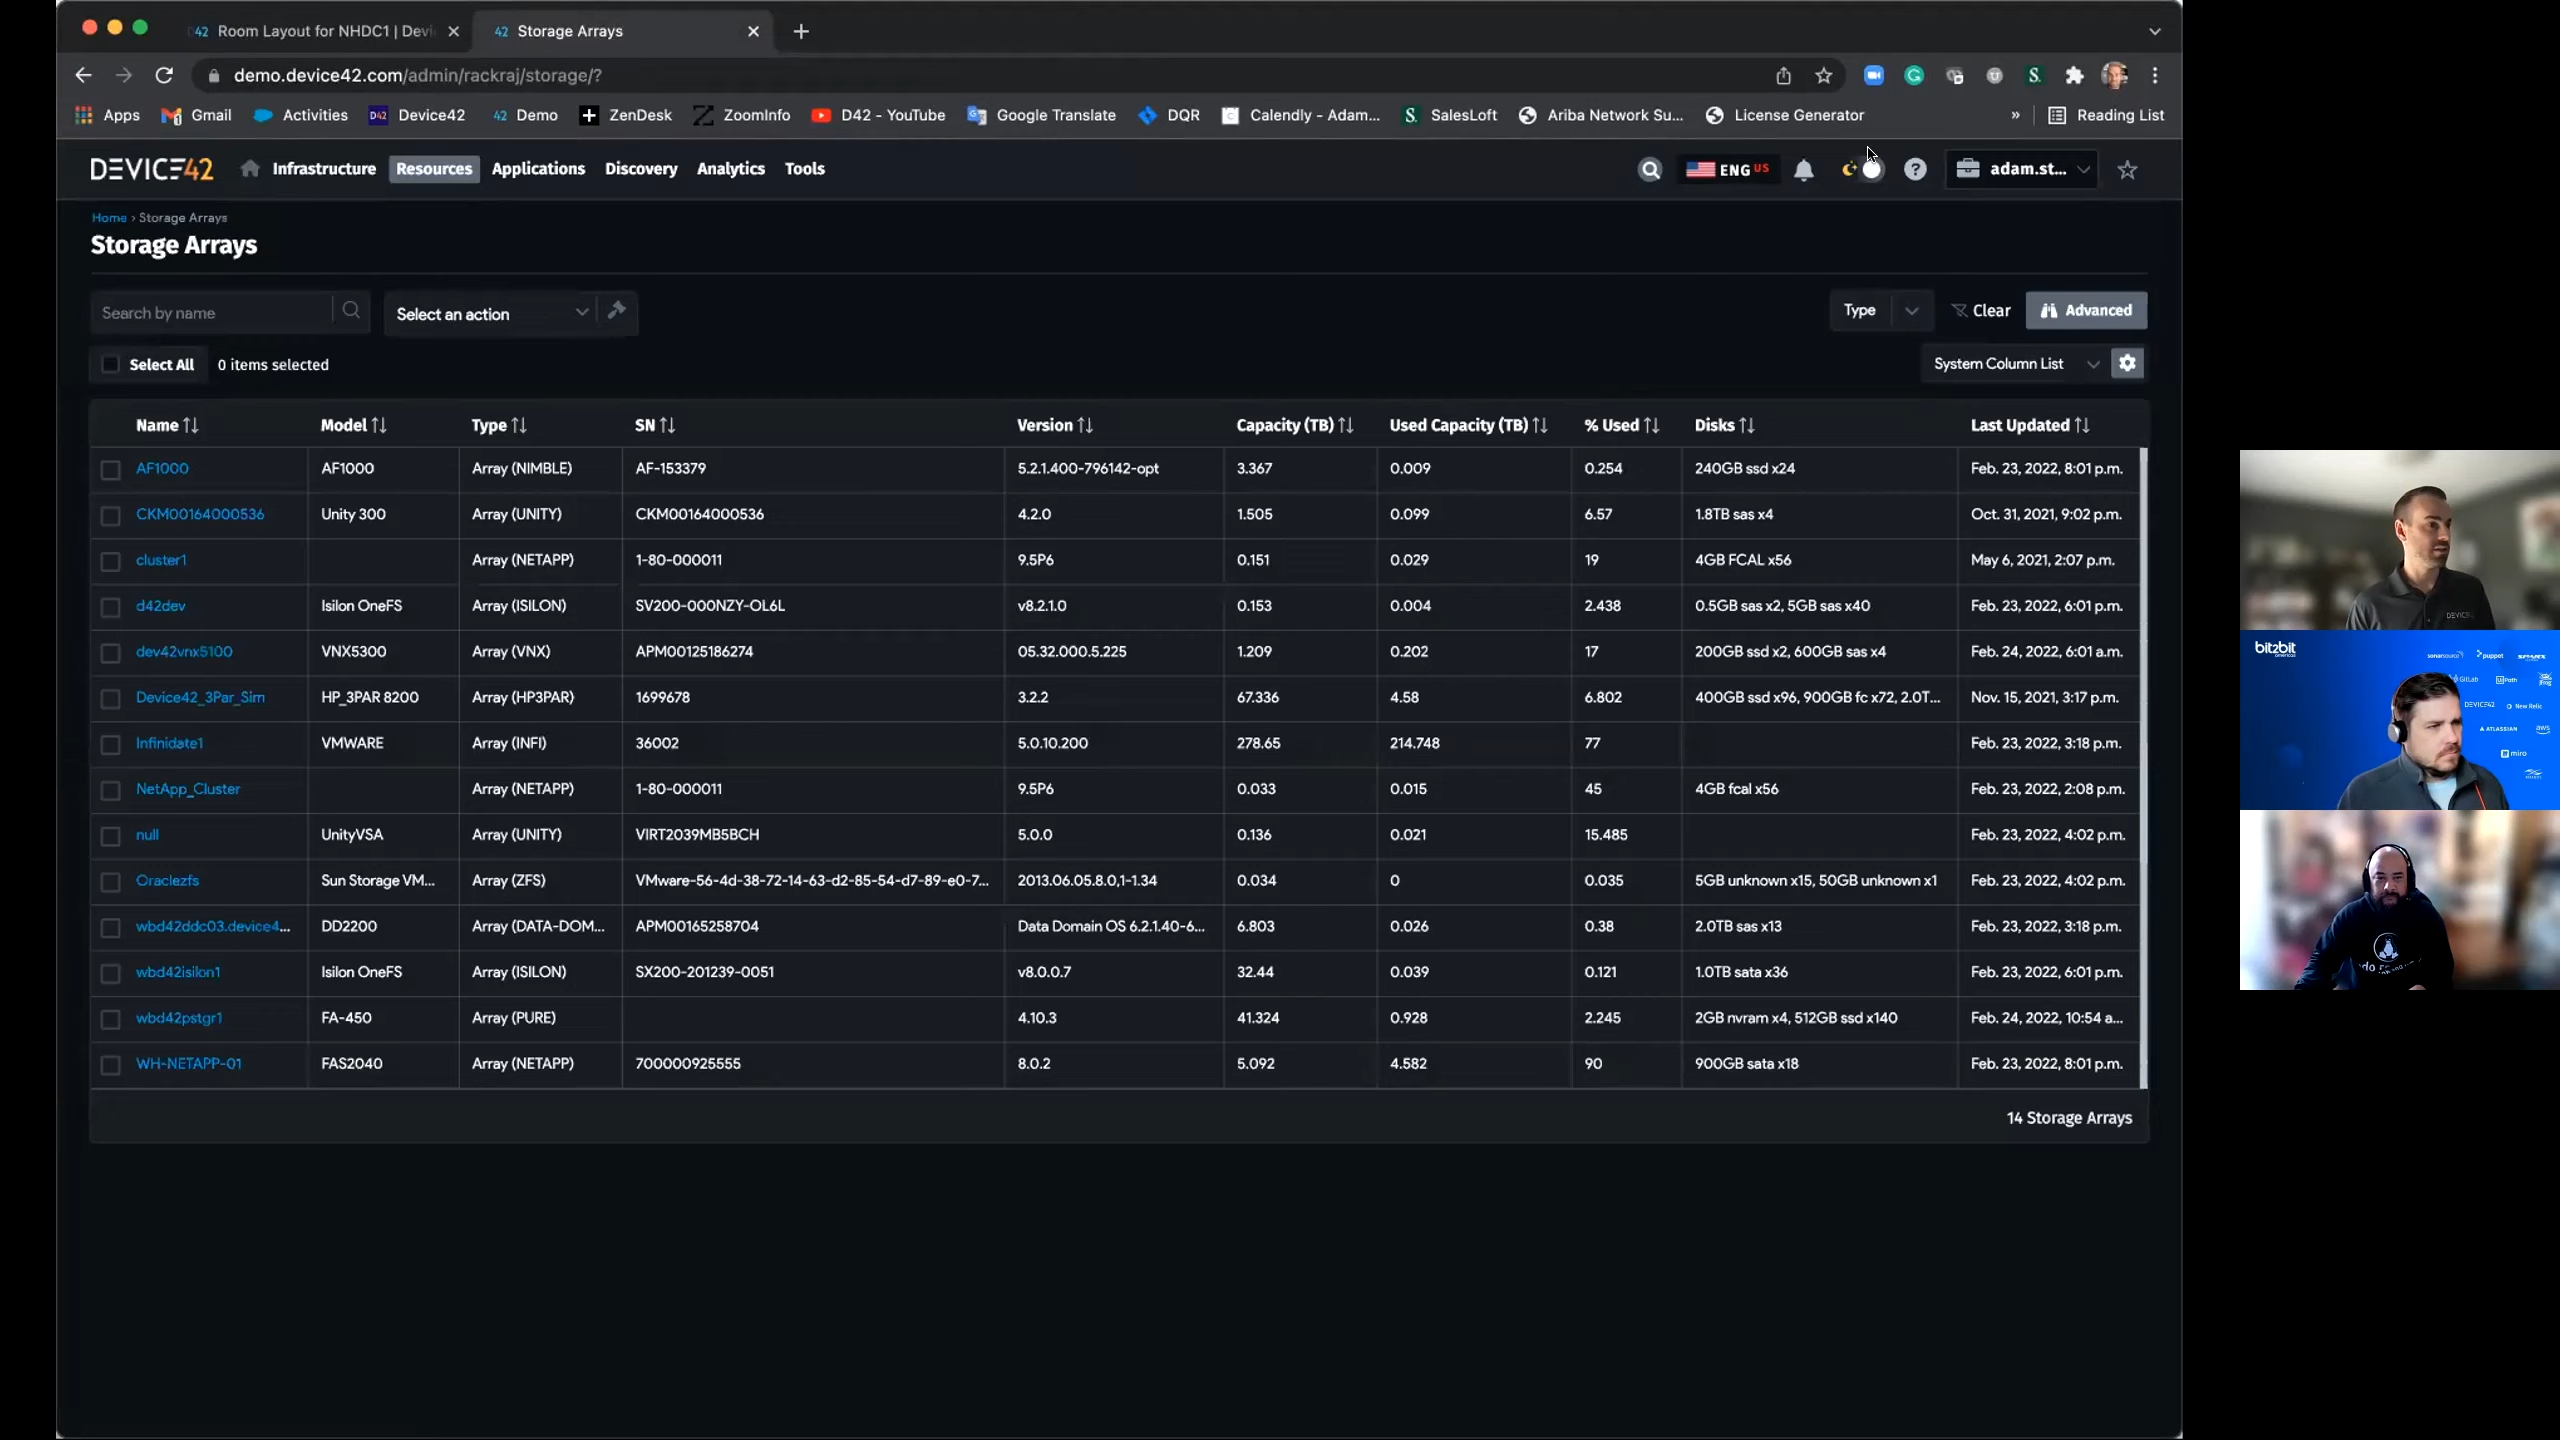 42 Room Layout for NHDC1 | Devi
42 Storage Arrays
demo.device42.com/admin/rackraj/storage/?
Apps Gmail Activities D42 Device42 42 Demo ZenDesk ZoomInfo D42 - YouTube Google Translate DQR Calendly - Adam... SalesLoft Ariba Network Su... License Generator » Reading List
DEVICE42 Infrastructure Resources Applications Discovery Analytics Tools ENG US adam.st...
Home › Storage Arrays
Storage Arrays
Search by name Select an action Type Clear Advanced
Select All 0 items selected System Column List
Name Model Type SN Version Capacity (TB) Used Capacity (TB) % Used Disks Last Updated
AF1000 AF1000 Array (NIMBLE) AF-153379 5.2.1.400-796142-opt 3.367 0.009 0.254 240GB ssd x24 Feb. 23, 2022, 8:01 p.m.
CKM00164000536 Unity 300 Array (UNITY) CKM00164000536 4.2.0 1.505 0.099 6.57 1.8TB sas x4 Oct. 31, 2021, 9:02 p.m.
cluster1 Array (NETAPP) 1-80-000011 9.5P6 0.151 0.029 19 4GB FCAL x56 May 6, 2021, 2:07 p.m.
d42dev Isilon OneFS Array (ISILON) SV200-000NZY-OL6L v8.2.1.0 0.153 0.004 2.438 0.5GB sas x2, 5GB sas x40 Feb. 23, 2022, 6:01 p.m.
dev42vnx5100 VNX5300 Array (VNX) APM00125186274 05.32.000.5.225 1.209 0.202 17 200GB ssd x2, 600GB sas x4 Feb. 24, 2022, 6:01 a.m.
Device42_3Par_Sim HP_3PAR 8200 Array (HP3PAR) 1699678 3.2.2 67.336 4.58 6.802 400GB ssd x96, 900GB fc x72, 2.0T... Nov. 15, 2021, 3:17 p.m.
Infinidate1 VMWARE Array (INFI) 36002 5.0.10.200 278.65 214.748 77 Feb. 23, 2022, 3:18 p.m.
NetApp_Cluster Array (NETAPP) 1-80-000011 9.5P6 0.033 0.015 45 4GB fcal x56 Feb. 23, 2022, 2:08 p.m.
null UnityVSA Array (UNITY) VIRT2039MB5BCH 5.0.0 0.136 0.021 15.485 Feb. 23, 2022, 4:02 p.m.
Oraclezfs Sun Storage VM... Array (ZFS) VMware-56-4d-38-72-14-63-d2-85-54-d7-89-e0-7... 2013.06.05.8.0,1-1.34 0.034 0 0.035 5GB unknown x15, 50GB unknown x1 Feb. 23, 2022, 4:02 p.m.
wbd42ddc03.device4... DD2200 Array (DATA-DOM... APM00165258704 Data Domain OS 6.2.1.40-6... 6.803 0.026 0.38 2.0TB sas x13 Feb. 23, 2022, 3:18 p.m.
wbd42isilon1 Isilon OneFS Array (ISILON) SX200-201239-0051 v8.0.0.7 32.44 0.039 0.121 1.0TB sata x36 Feb. 23, 2022, 6:01 p.m.
wbd42pstgr1 FA-450 Array (PURE) 4.10.3 41.324 0.928 2.245 2GB nvram x4, 512GB ssd x140 Feb. 24, 2022, 10:54 a...
WH-NETAPP-01 FAS2040 Array (NETAPP) 700000925555 8.0.2 5.092 4.582 90 900GB sata x18 Feb. 23, 2022, 8:01 p.m.
14 Storage Arrays
bit2bit
americas
sonarsource puppet
GitLab UiPath
DEVICE42 New Relic
ATLASSIAN aws
miro